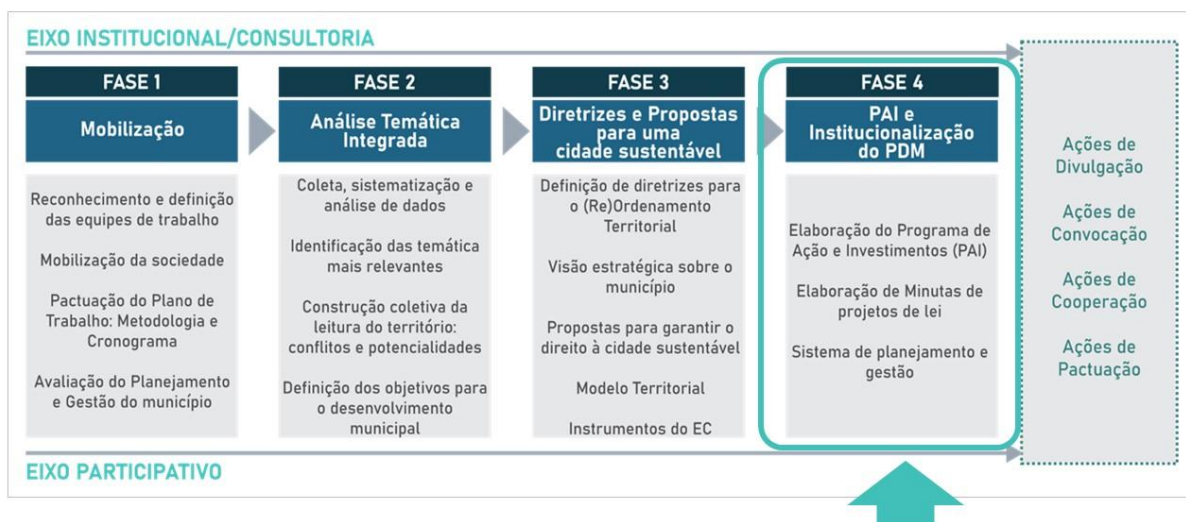 EIXO INSTITUCIONAL/CONSULTORIA
FASE 1
Mobilização
Reconhecimento e definição
das equipes de trabalho
Mobilização da sociedade
Pactuação do Plano de
Trabalho: Metodologia e
Cronograma
Avaliação do Planejamento
e Gestão do município
FASE 2
Análise Temática
Integrada
Coleta, sistematização e
análise de dados
Identificação das temática
mais relevantes
Construção coletiva da
leitura do território:
conflitos e potencialidades
Definição dos objetivos para
o desenvolvimento
municipal
FASE 3
Diretrizes e Propostas
para uma
cidade sustentável
Definição de diretrizes para
o (Re)Ordenamento
Territorial
Visão estratégica sobre o
município
Propostas para garantir o
direito à cidade sustentável
Modelo Territorial
Instrumentos do EC
FASE 4
PAI e
Institucionalização
do PDM
Elaboração do Programa de
Ação e Investimentos (PAI)
Elaboração de Minutas de
projetos de lei
Sistema de planejamento e
gestão
Ações de
Divulgação
Ações de
Convocação
Ações de
Cooperação
Ações de
Pactuação
EIXO PARTICIPATIVO